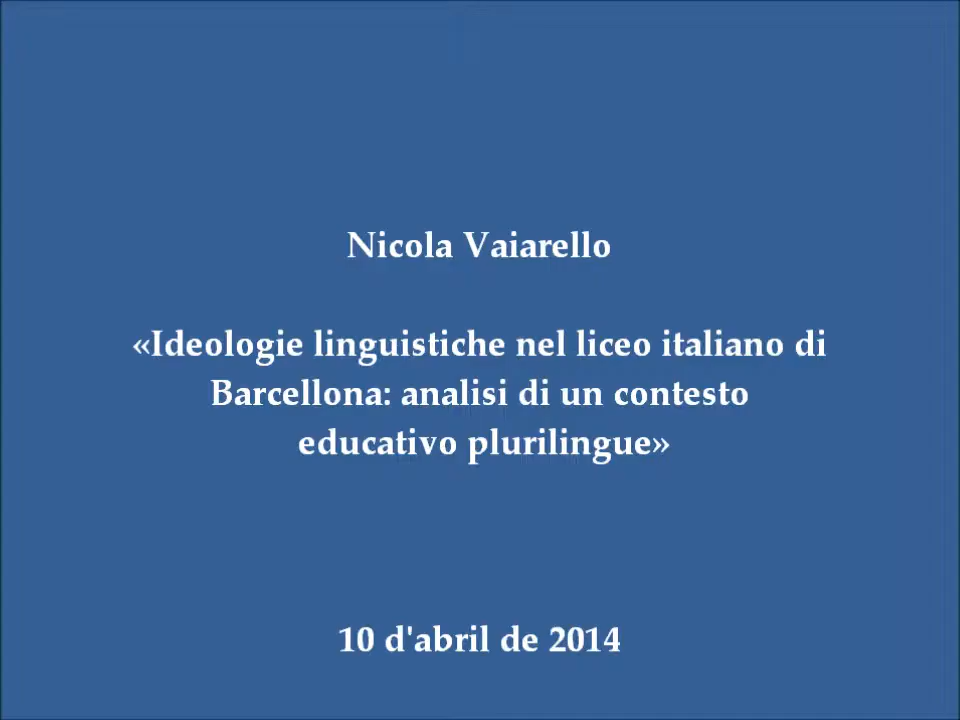 Nicola Vaiarello
«Ideologie linguistiche nel liceo italiano di
Barcellona: analisi di un contesto
educativo plurilingue»
10 d'abril de 2014